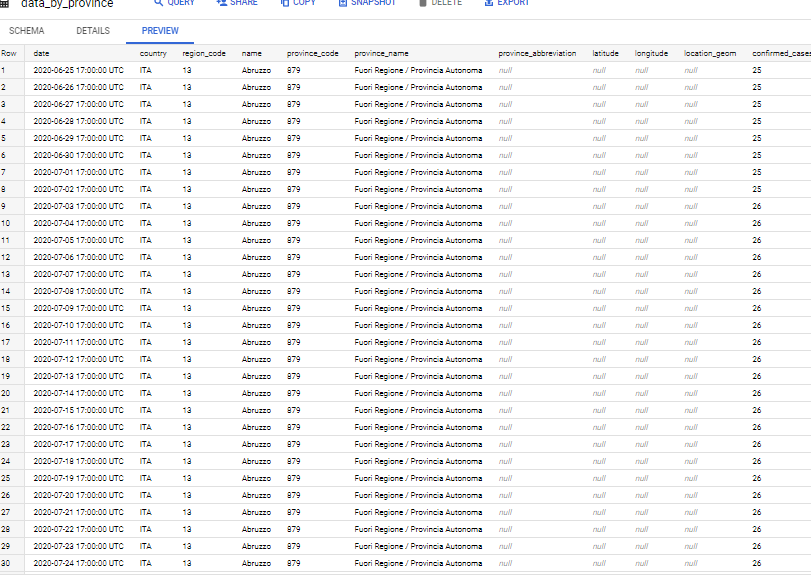 data_by_province QUERY SHARE COPY SNAPSHOT DELETE EXPORT
SCHEMA DETAILS PREVIEW
Row date country region_code name province_code province_name province_abbreviation latitude longitude location_geom confirmed_cases
1 2020-06-25 17:00:00 UTC ITA 13 Abruzzo 879 Fuori Regione / Provincia Autonoma null null null null 25
2 2020-06-26 17:00:00 UTC ITA 13 Abruzzo 879 Fuori Regione / Provincia Autonoma null null null null 25
3 2020-06-27 17:00:00 UTC ITA 13 Abruzzo 879 Fuori Regione / Provincia Autonoma null null null null 25
4 2020-06-28 17:00:00 UTC ITA 13 Abruzzo 879 Fuori Regione / Provincia Autonoma null null null null 25
5 2020-06-29 17:00:00 UTC ITA 13 Abruzzo 879 Fuori Regione / Provincia Autonoma null null null null 25
6 2020-06-30 17:00:00 UTC ITA 13 Abruzzo 879 Fuori Regione / Provincia Autonoma null null null null 25
7 2020-07-01 17:00:00 UTC ITA 13 Abruzzo 879 Fuori Regione / Provincia Autonoma null null null null 25
8 2020-07-02 17:00:00 UTC ITA 13 Abruzzo 879 Fuori Regione / Provincia Autonoma null null null null 25
9 2020-07-03 17:00:00 UTC ITA 13 Abruzzo 879 Fuori Regione / Provincia Autonoma null null null null 26
10 2020-07-04 17:00:00 UTC ITA 13 Abruzzo 879 Fuori Regione / Provincia Autonoma null null null null 26
11 2020-07-05 17:00:00 UTC ITA 13 Abruzzo 879 Fuori Regione / Provincia Autonoma null null null null 26
12 2020-07-06 17:00:00 UTC ITA 13 Abruzzo 879 Fuori Regione / Provincia Autonoma null null null null 26
13 2020-07-07 17:00:00 UTC ITA 13 Abruzzo 879 Fuori Regione / Provincia Autonoma null null null null 26
14 2020-07-08 17:00:00 UTC ITA 13 Abruzzo 879 Fuori Regione / Provincia Autonoma null null null null 26
15 2020-07-09 17:00:00 UTC ITA 13 Abruzzo 879 Fuori Regione / Provincia Autonoma null null null null 26
16 2020-07-10 17:00:00 UTC ITA 13 Abruzzo 879 Fuori Regione / Provincia Autonoma null null null null 26
17 2020-07-11 17:00:00 UTC ITA 13 Abruzzo 879 Fuori Regione / Provincia Autonoma null null null null 26
18 2020-07-12 17:00:00 UTC ITA 13 Abruzzo 879 Fuori Regione / Provincia Autonoma null null null null 26
19 2020-07-13 17:00:00 UTC ITA 13 Abruzzo 879 Fuori Regione / Provincia Autonoma null null null null 26
20 2020-07-14 17:00:00 UTC ITA 13 Abruzzo 879 Fuori Regione / Provincia Autonoma null null null null 26
21 2020-07-15 17:00:00 UTC ITA 13 Abruzzo 879 Fuori Regione / Provincia Autonoma null null null null 26
22 2020-07-16 17:00:00 UTC ITA 13 Abruzzo 879 Fuori Regione / Provincia Autonoma null null null null 26
23 2020-07-17 17:00:00 UTC ITA 13 Abruzzo 879 Fuori Regione / Provincia Autonoma null null null null 26
24 2020-07-18 17:00:00 UTC ITA 13 Abruzzo 879 Fuori Regione / Provincia Autonoma null null null null 26
25 2020-07-19 17:00:00 UTC ITA 13 Abruzzo 879 Fuori Regione / Provincia Autonoma null null null null 26
26 2020-07-20 17:00:00 UTC ITA 13 Abruzzo 879 Fuori Regione / Provincia Autonoma null null null null 26
27 2020-07-21 17:00:00 UTC ITA 13 Abruzzo 879 Fuori Regione / Provincia Autonoma null null null null 26
28 2020-07-22 17:00:00 UTC ITA 13 Abruzzo 879 Fuori Regione / Provincia Autonoma null null null null 26
29 2020-07-23 17:00:00 UTC ITA 13 Abruzzo 879 Fuori Regione / Provincia Autonoma null null null null 26
30 2020-07-24 17:00:00 UTC ITA 13 Abruzzo 879 Fuori Regione / Provincia Autonoma null null null null 26